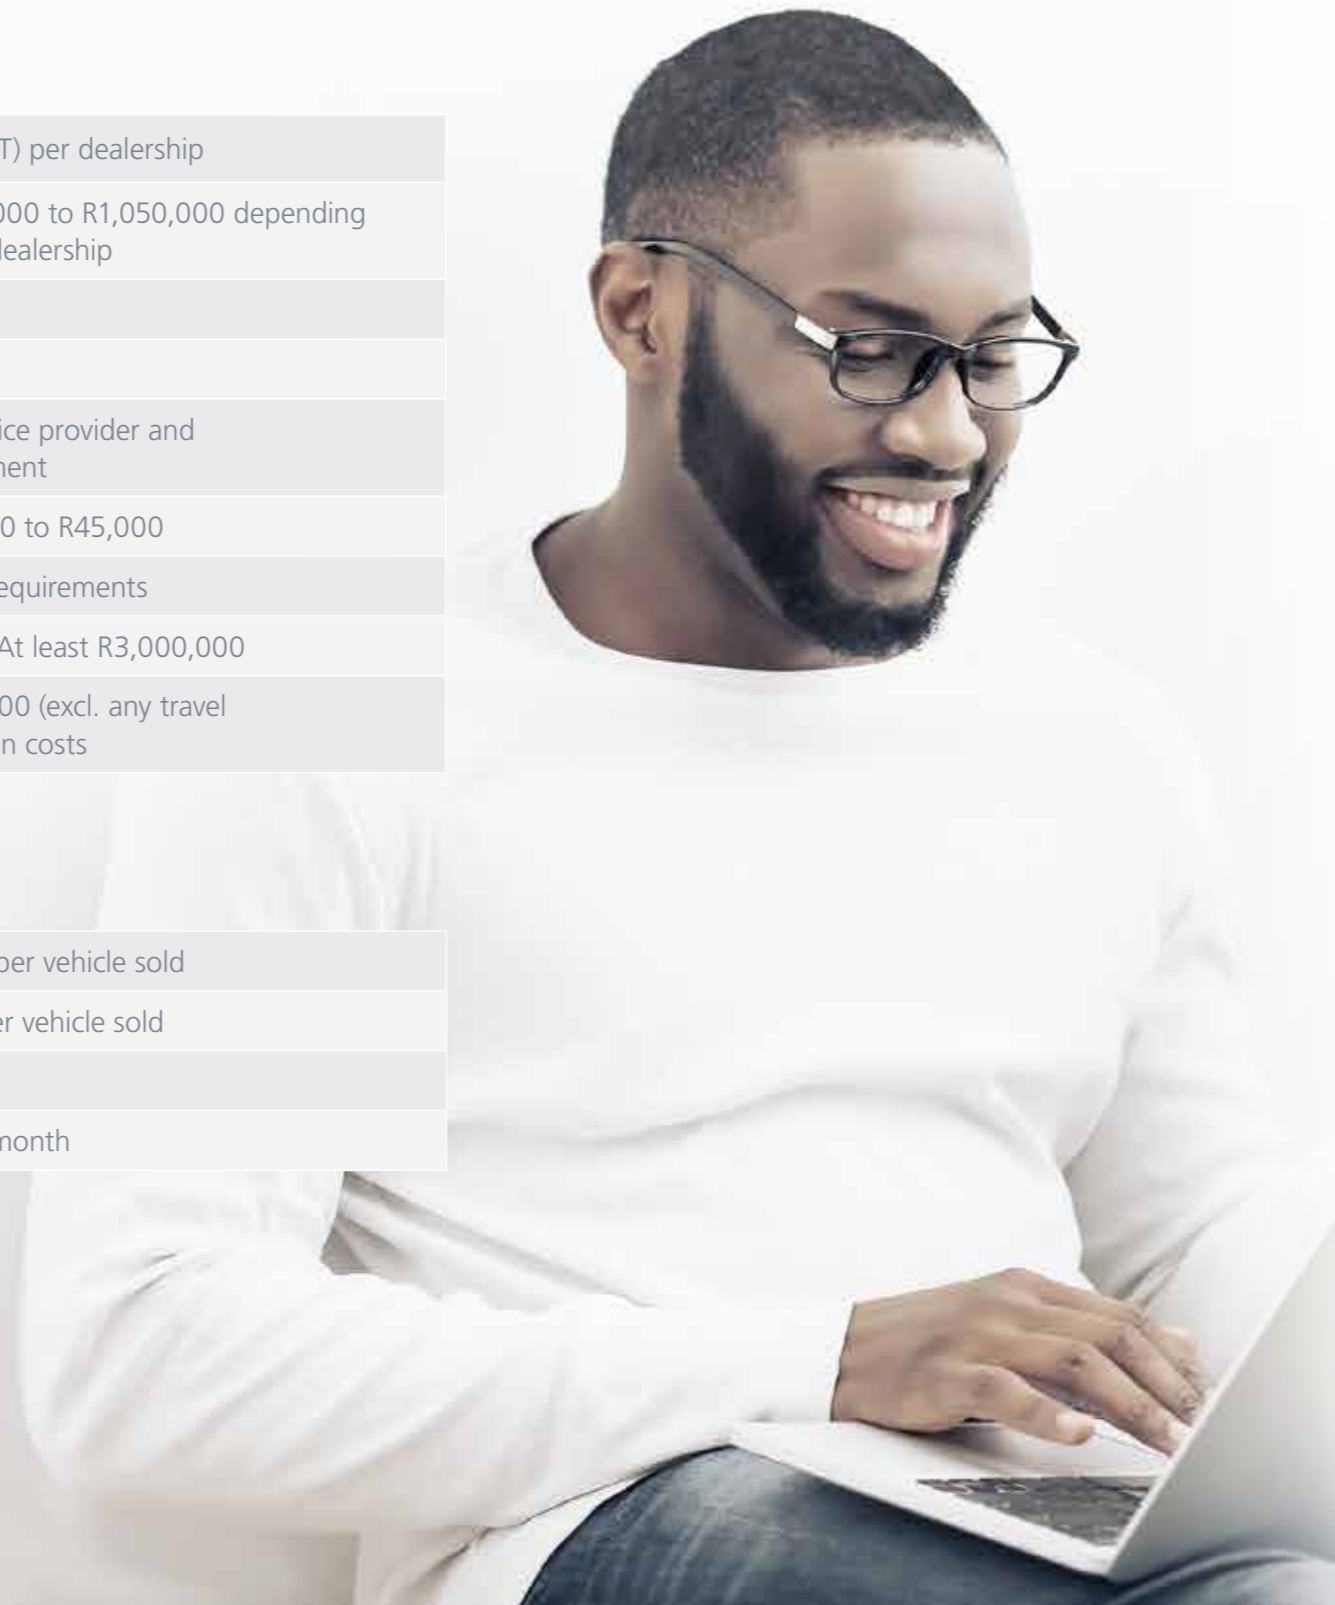 T) per dealership
000 to R1,050,000 depending
dealership
ice provider and
ment
0 to R45,000
equirements
At least R3,000,000
00 (excl. any travel
n costs
per vehicle sold
er vehicle sold
month